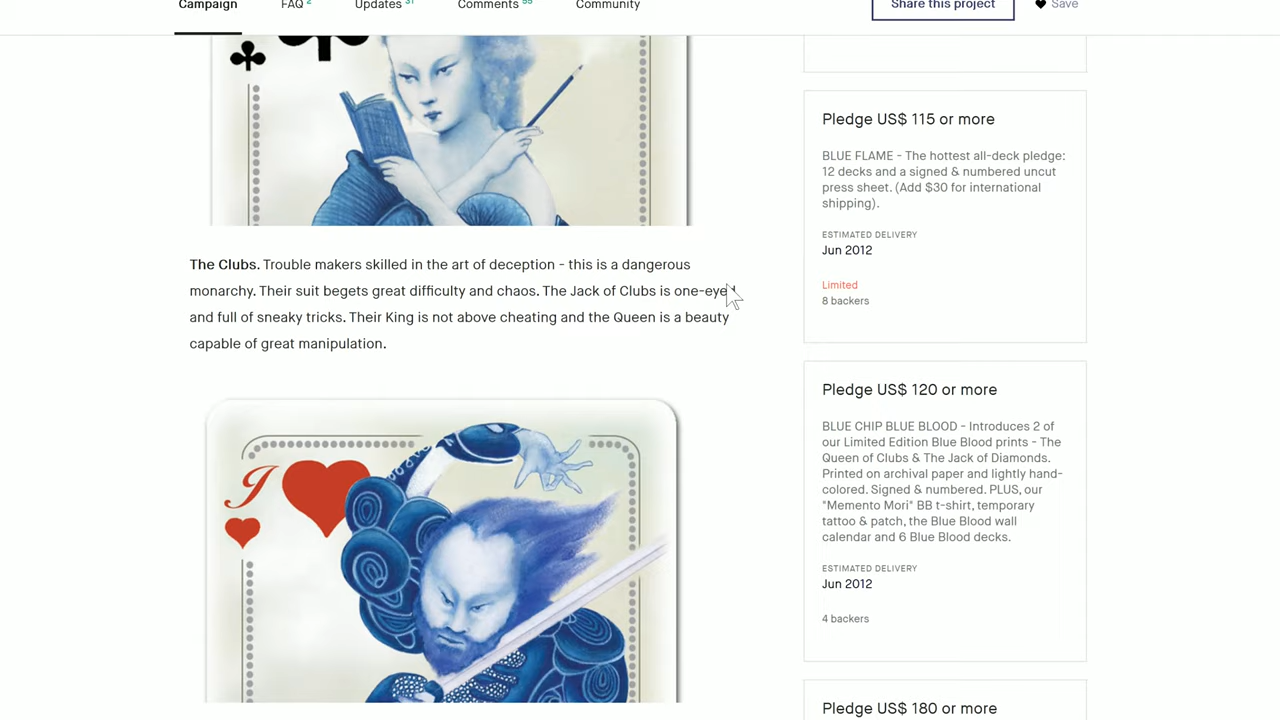 Campaign FAQ 2 Updates 31 Comments 55 Community Share this project Save
The Clubs. Trouble makers skilled in the art of deception - this is a dangerous
monarchy. Their suit begets great difficulty and chaos. The Jack of Clubs is one-eyed
and full of sneaky tricks. Their King is not above cheating and the Queen is a beauty
capable of great manipulation.
J
Pledge US$ 115 or more
BLUE FLAME - The hottest all-deck pledge:
12 decks and a signed & numbered uncut
press sheet. (Add $30 for international
shipping).
ESTIMATED DELIVERY
Jun 2012
Limited
8 backers
Pledge US$ 120 or more
BLUE CHIP BLUE BLOOD - Introduces 2 of
our Limited Edition Blue Blood prints - The
Queen of Clubs & The Jack of Diamonds.
Printed on archival paper and lightly hand-
colored. Signed & numbered. PLUS, our
"Memento Mori" BB t-shirt, temporary
tattoo & patch, the Blue Blood wall
calendar and 6 Blue Blood decks.
ESTIMATED DELIVERY
Jun 2012
4 backers
Pledge US$ 180 or more